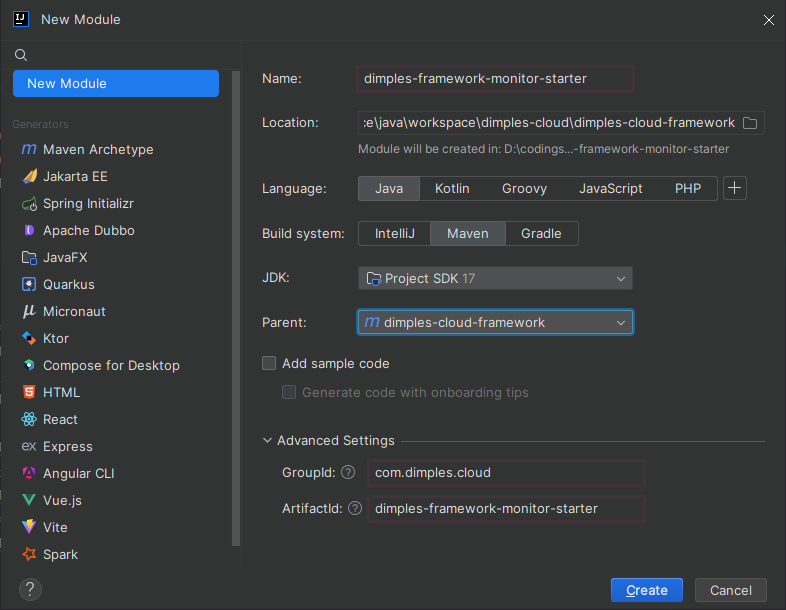 New Module
New Module
Generators
Maven Archetype
Jakarta EE
Spring Initializr
Apache Dubbo
JavaFX
Quarkus
Micronaut
Ktor
Compose for Desktop
HTML
React
ex Express
Angular CLI
Vue.js
Vite
Spark
Name: dimples-framework-monitor-starter
Location: :e\java\workspace\dimples-cloud\dimples-cloud-framework
Module will be created in: D:\codings...-framework-monitor-starter
Language: Java Kotlin Groovy JavaScript PHP +
Build system: IntelliJ Maven Gradle
JDK: Project SDK 17
Parent: m dimples-cloud-framework
Add sample code
Generate code with onboarding tips
Advanced Settings
GroupId: ? com.dimples.cloud
ArtifactId: ? dimples-framework-monitor-starter
? Create Cancel